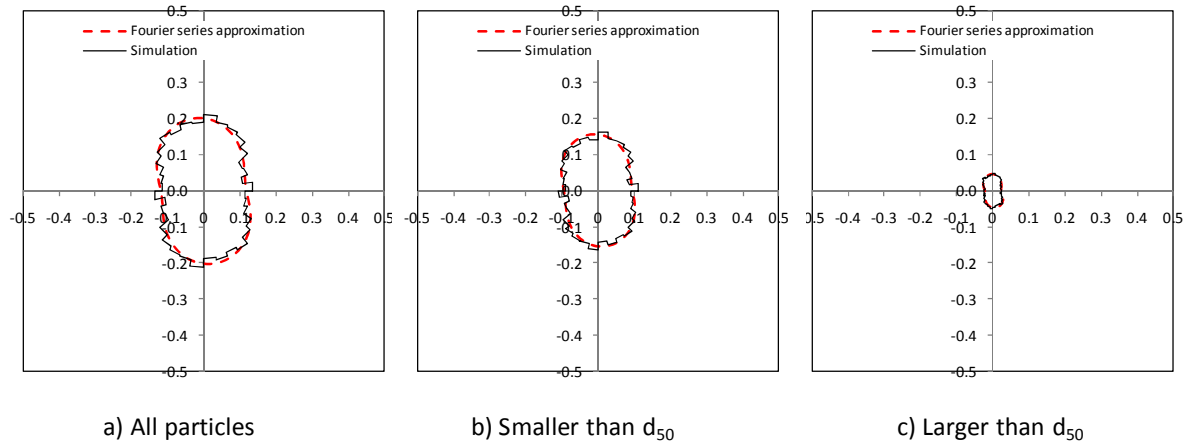 0.5
Fourier series approximation
Simulation
0.3
0.2
0.1
0.0
-0.5 -0.4 -0.3 -0.2 -0.1 0 0.1 0.2 0.3 0.4 0.5
-0.1
-0.2
-0.3
-0.4
-0.5
a) All particles
0.5
Fourier series approximation
Simulation
0.3
0.2
0.1
0.0
-0.5 -0.4 -0.3 -0.2 -0.1 0 0.1 0.2 0.3 0.4 0.5
-0.1
-0.2
-0.3
-0.4
-0.5
b) Smaller than d50
0.5
Fourier series approximation
Simulation
0.3
0.2
0.1
0.0
0.5 -0.4 -0.3 -0.2 -0.1 0 0.1 0.2 0.3 0.4 0.5
-0.1
-0.2
-0.3
-0.4
-0.5
c) Larger than d50